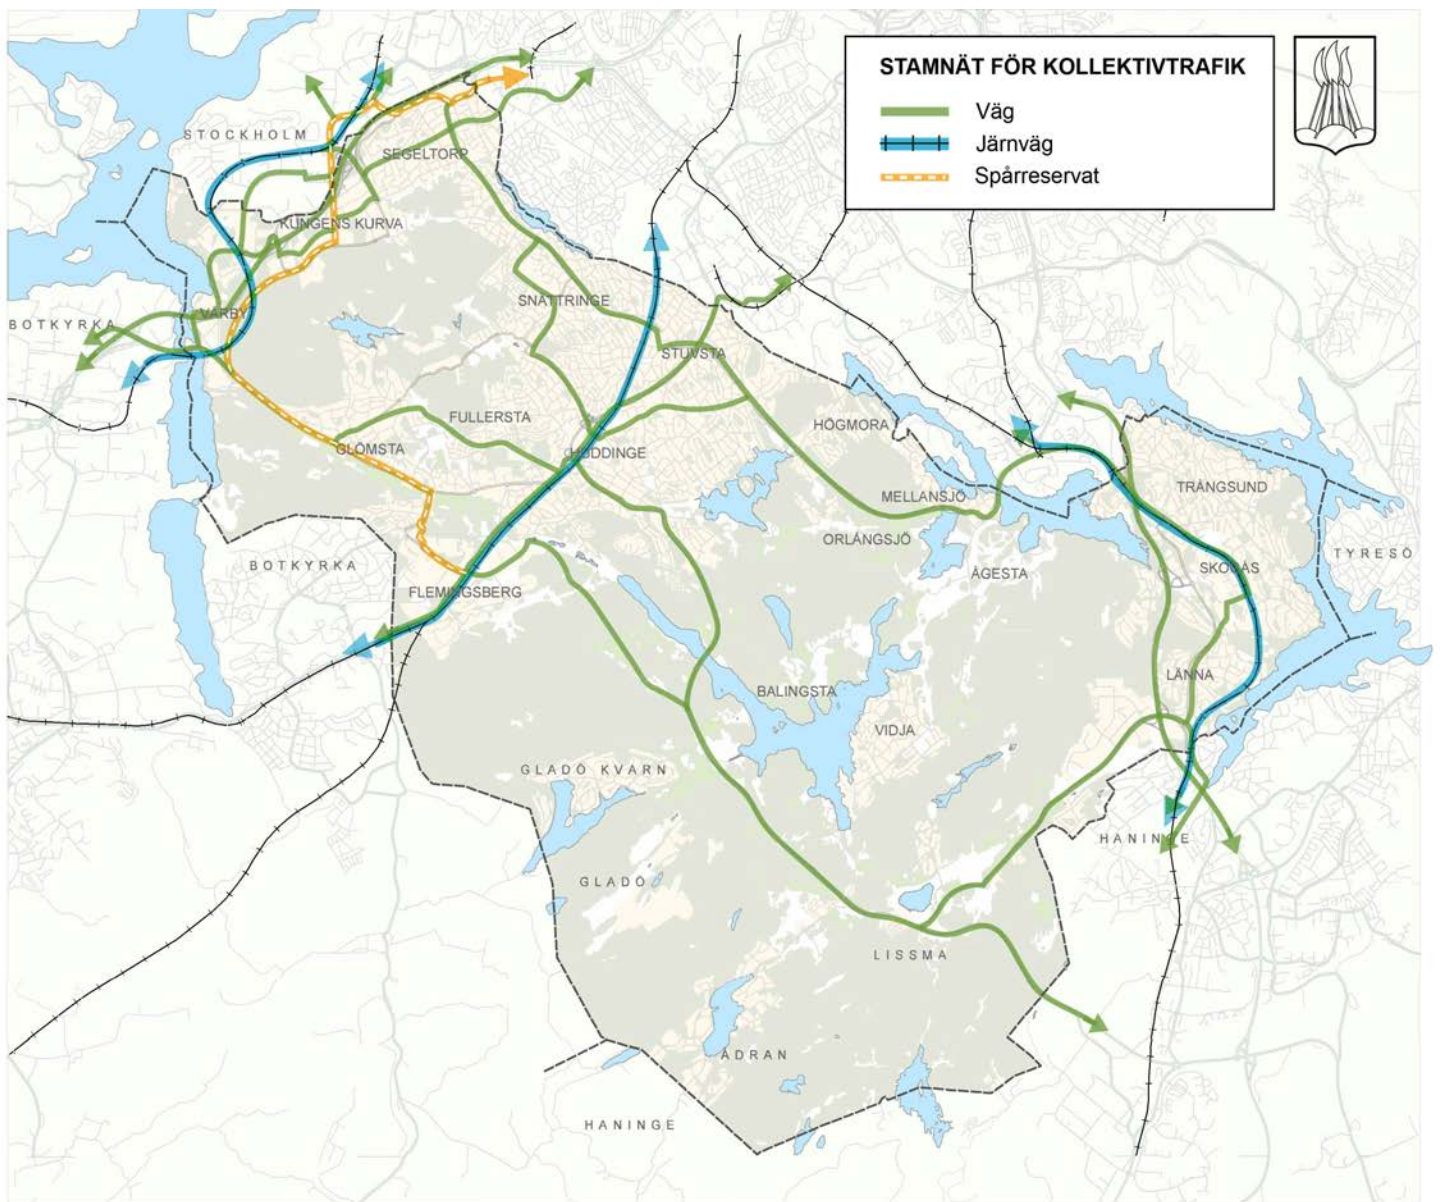 STAMNÄT FÖR KOLLEKTIVTRAFIK
Väg
Järnväg
Spårreservat
STOCKHOLM
SEGELTORP
KUNGENS KURVA
SNÄTTRINGE
VÅRBY
BOTKYRKA
STUVSTA
FULLERSTA
HÖGMORA
GLÖMSTA
HUDDINGE
TRÅNGSUND
MELLANSJÖ
ORLÅNGSJÖ
TYRESÖ
BOTKYRKA
SKOGÅS
ÅGESTA
FLEMINGSBERG
LÄNNA
BALINGSTA
VIDJA
GLADÖ KVARN
HANINGE
GLADÖ
LISSMA
ÅDRAN
HANINGE